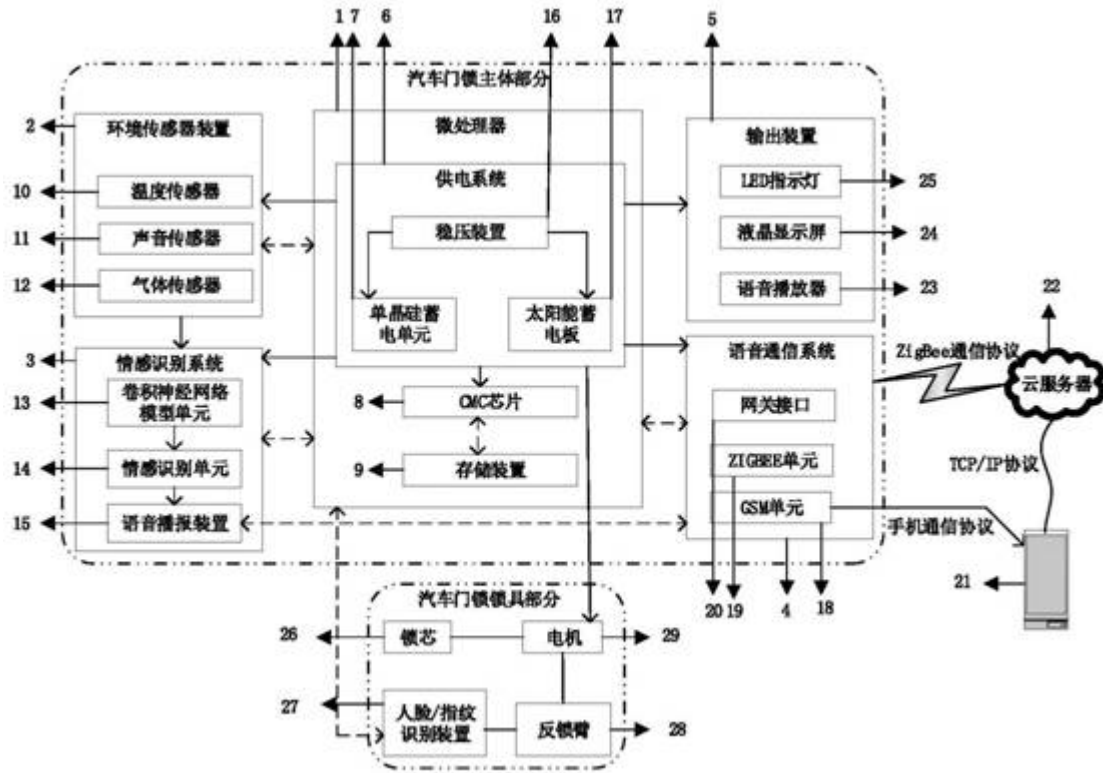 1 7 6 16 17 5
汽车门锁主体部分
2
环境传感器装置
10
温度传感器
11
声音传感器
12
气体传感器
3
情感识别系统
13
卷积神经网络
模型单元
14
情感识别单元
15
语音播报装置
微处理器
供电系统
稳压装置
单晶硅蓄
电单元
太阳能蓄
电板
8
CMC芯片
9
存储装置
输出装置
LED指示灯
25
液晶显示屏
24
语音播放器
23
语音通信系统
网关接口
ZIGBEE单元
GSM单元
20 19 4 18
ZigBee通信协议
22
云服务器
TCP/IP协议
手机通信协议
21
汽车门锁锁具部分
26
锁芯
电机
29
27
人脸/指纹
识别装置
反锁臂
28